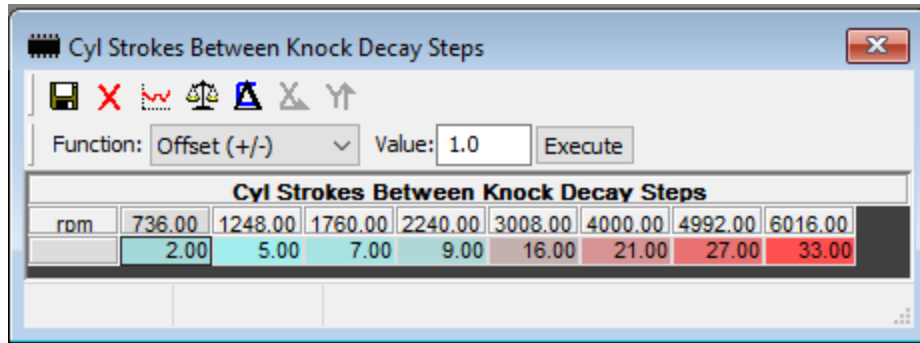 Cyl Strokes Between Knock Decay Steps
Function: Offset (+/-) Value: 1.0 Execute
Cyl Strokes Between Knock Decay Steps
rpm 736.00 1248.00 1760.00 2240.00 3008.00 4000.00 4992.00 6016.00
2.00 5.00 7.00 9.00 16.00 21.00 27.00 33.00